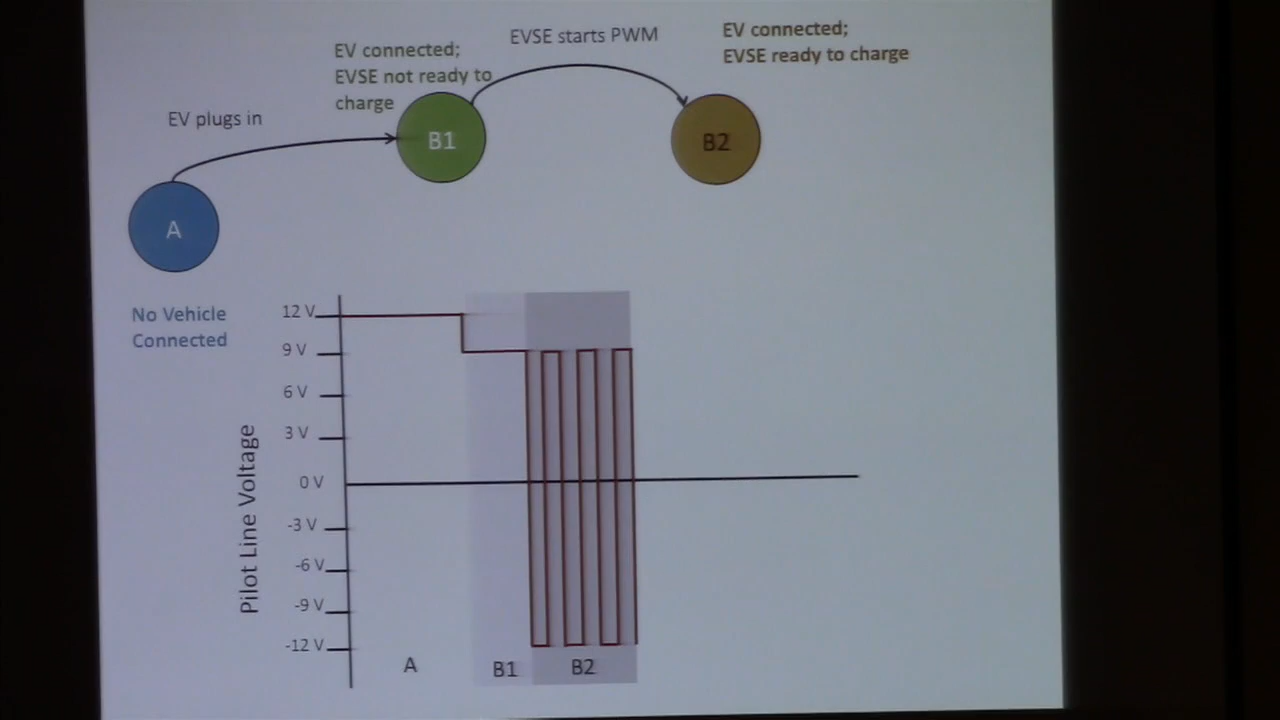 EV connected;
EVSE not ready to
charge
EVSE starts PWM
EV connected;
EVSE ready to charge
EV plugs in
B1
B2
A
No Vehicle
Connected
12 V
9 V
6 V
3 V
0 V
-3 V
-6 V
-9 V
-12 V
Pilot Line Voltage
A
B1
B2